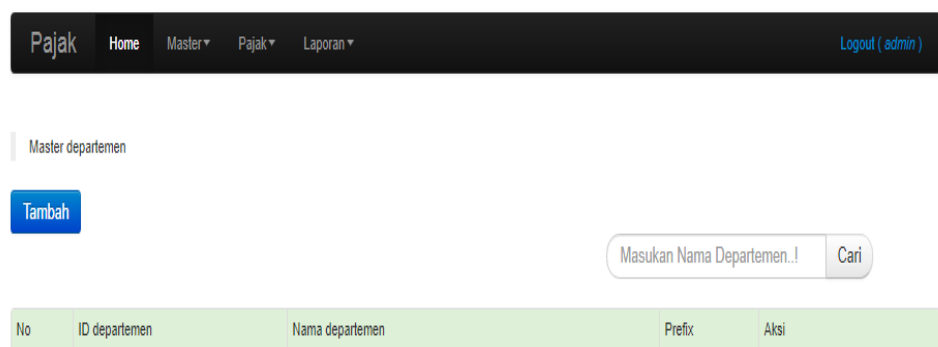 Pajak Home Master Pajak Laporan Logout ( admin )
Master departemen
Tambah
Masukan Nama Departemen..! Cari
No ID departemen Nama departemen Prefix Aksi